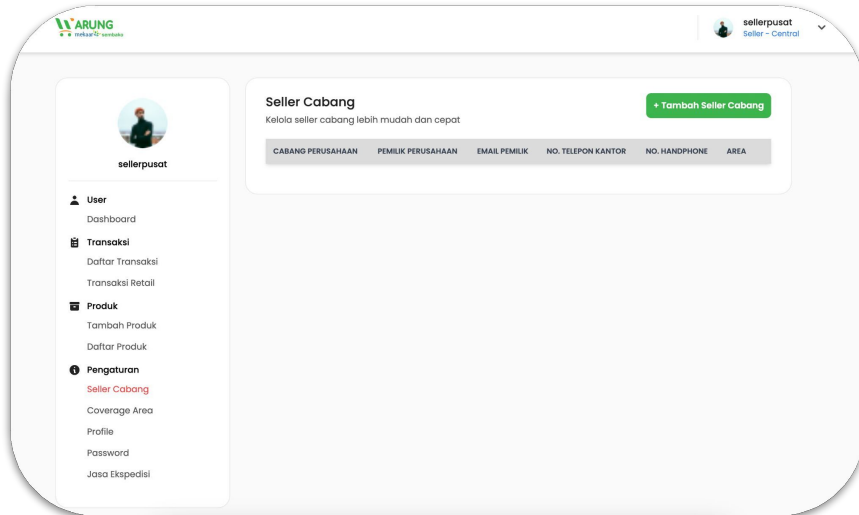 WARUNG
mekaar sembako
sellerpusat
Seller - Central
sellerpusat
User
Dashboard
Transaksi
Daftar Transaksi
Transaksi Retail
Produk
Tambah Produk
Daftar Produk
Pengaturan
Seller Cabang
Coverage Area
Profile
Password
Jasa Ekspedisi
Seller Cabang
Kelola seller cabang lebih mudah dan cepat
+ Tambah Seller Cabang
CABANG PERUSAHAAN PEMILIK PERUSAHAAN EMAIL PEMILIK NO. TELEPON KANTOR NO. HANDPHONE AREA